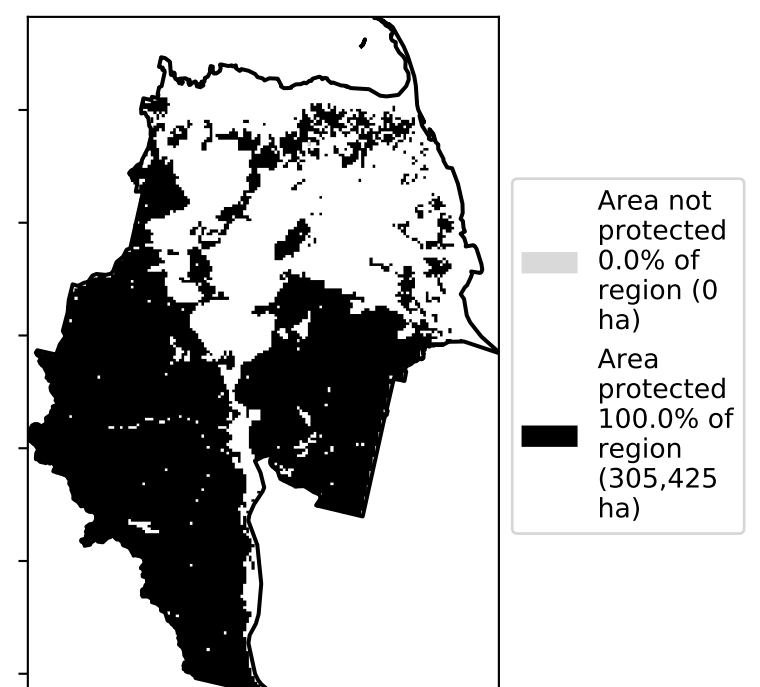 Area not
protected
0.0% of
region (0
ha)
Area
protected
100.0% of
region
(305,425
ha)